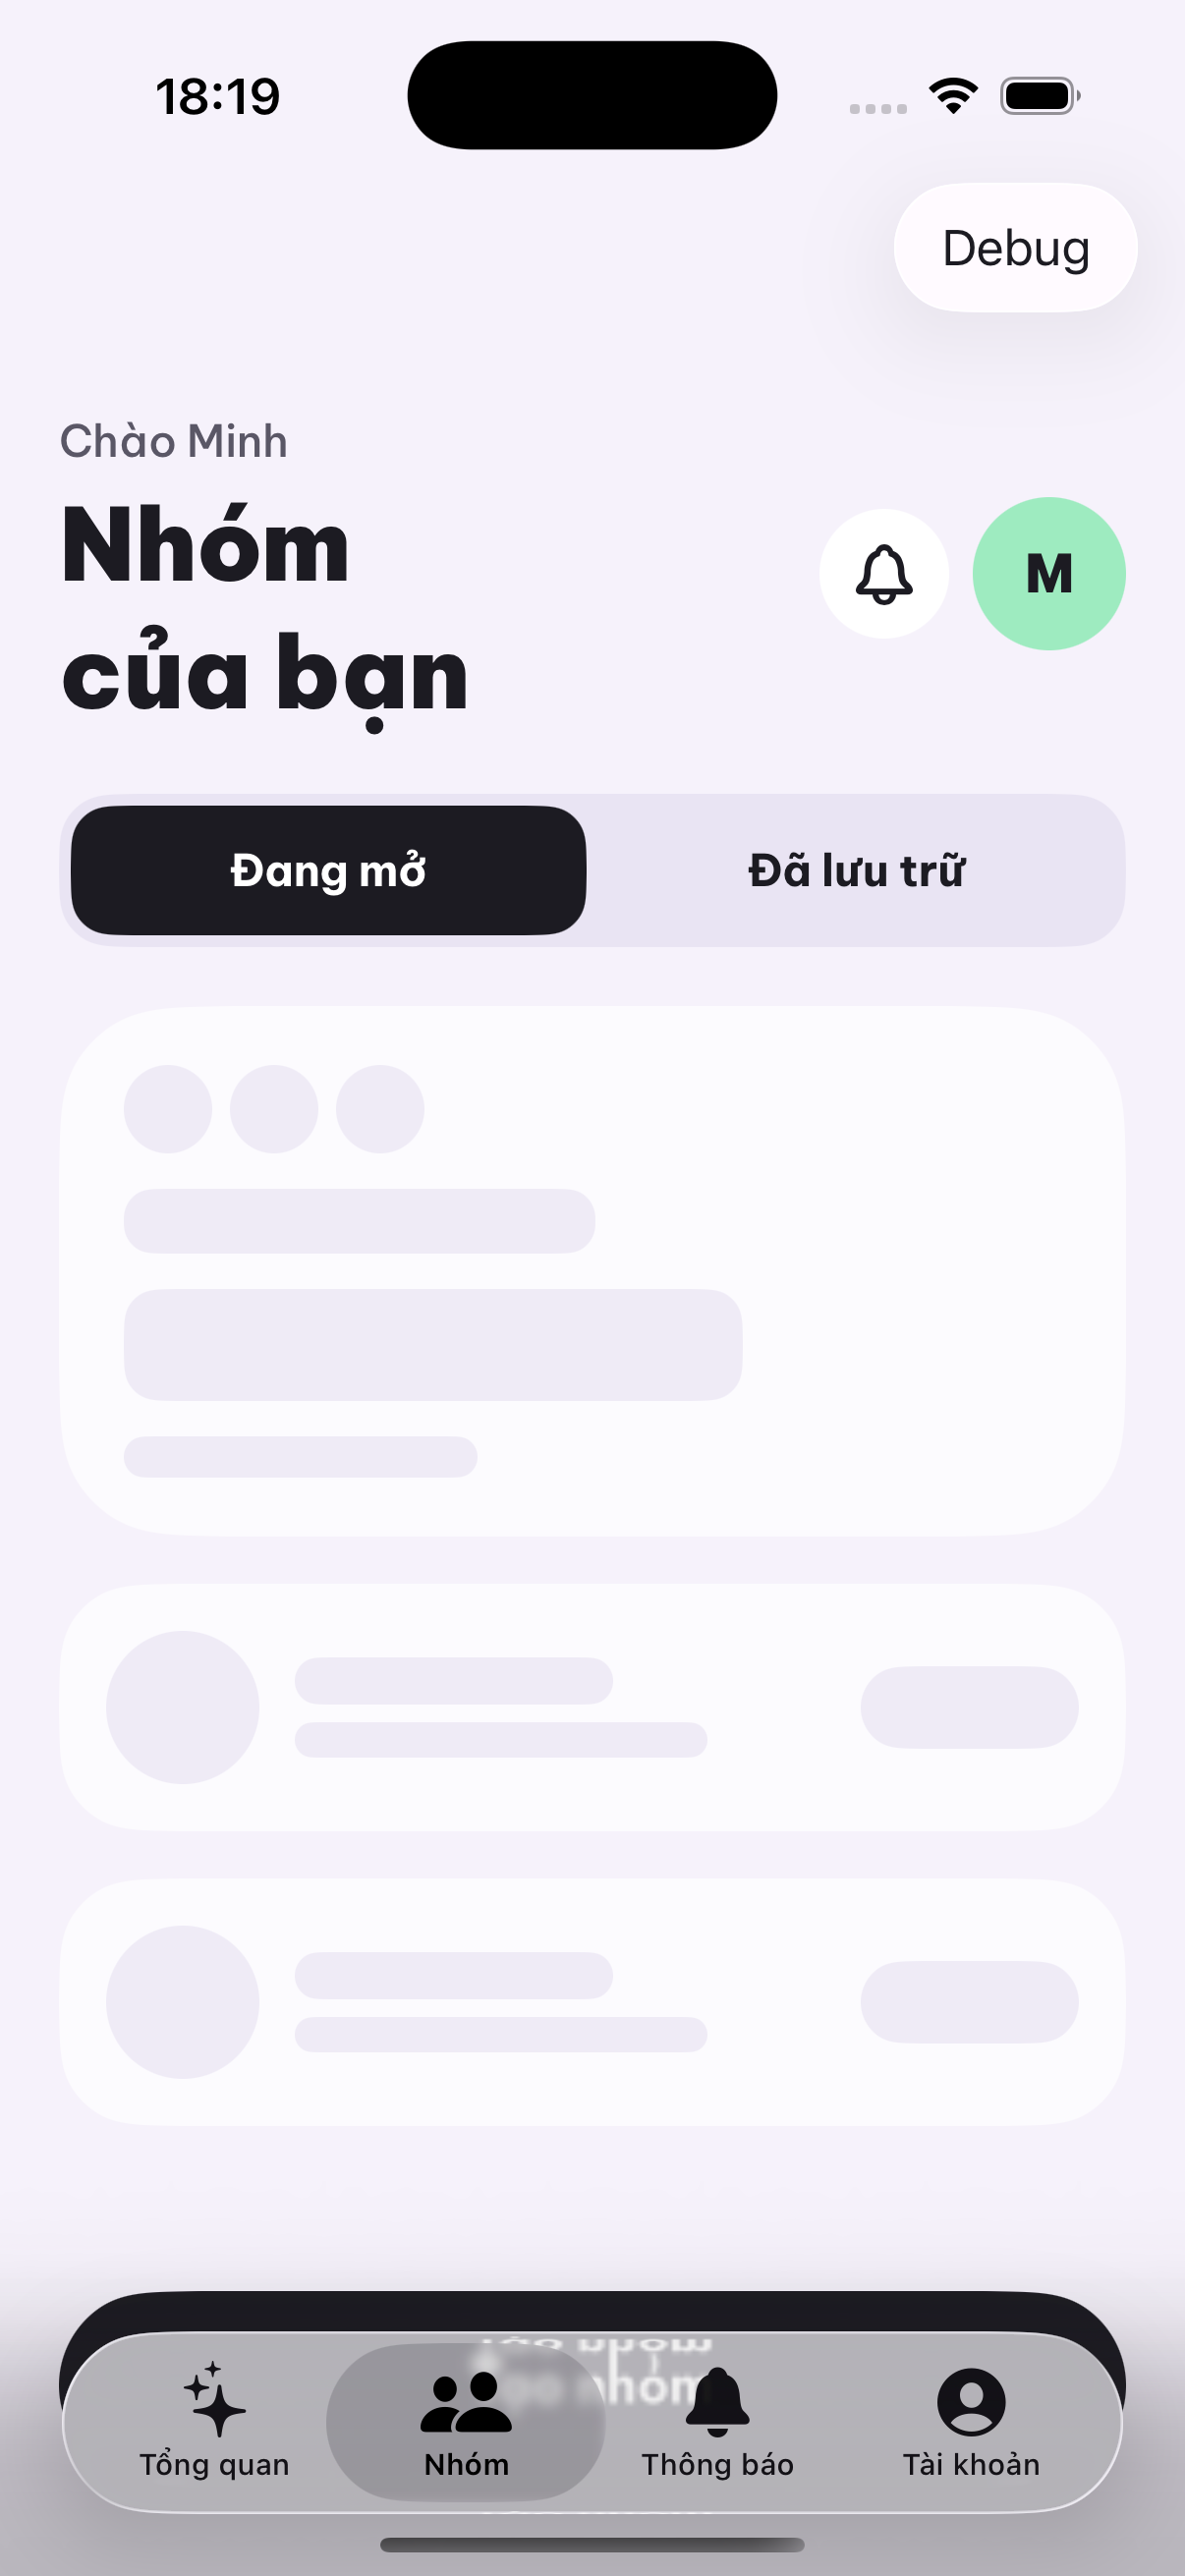 18:19
Debug
Chào Minh
Nhóm
của bạn
M
Đang mở
Đã lưu trữ
nhóm
Tổng quan
Nhóm
Thông báo
Tài khoản